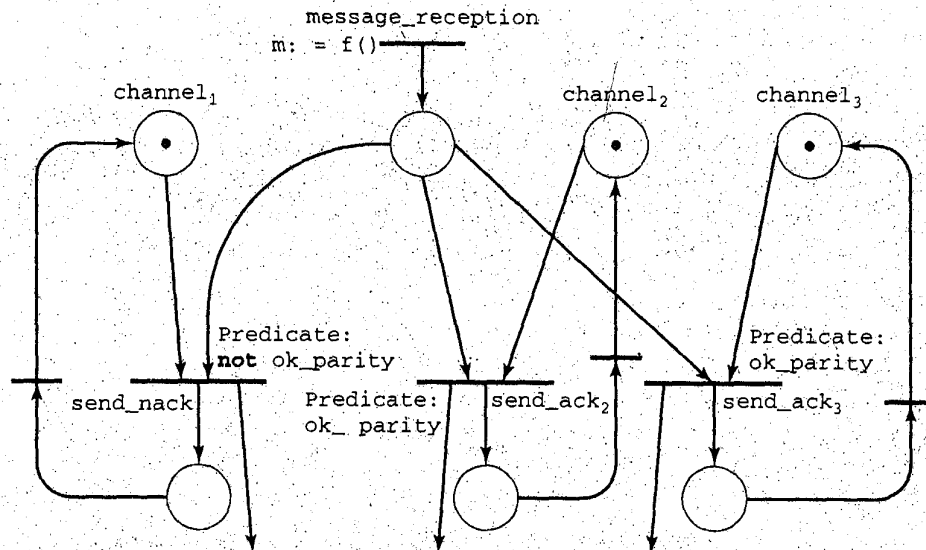 message_reception
m: = f()
channel₁
channel₂
channel₃
Predicate:
not ok_parity
Predicate:
ok_parity
send_nack
Predicate:
ok_ parity
send_ack₂
send_ack₃